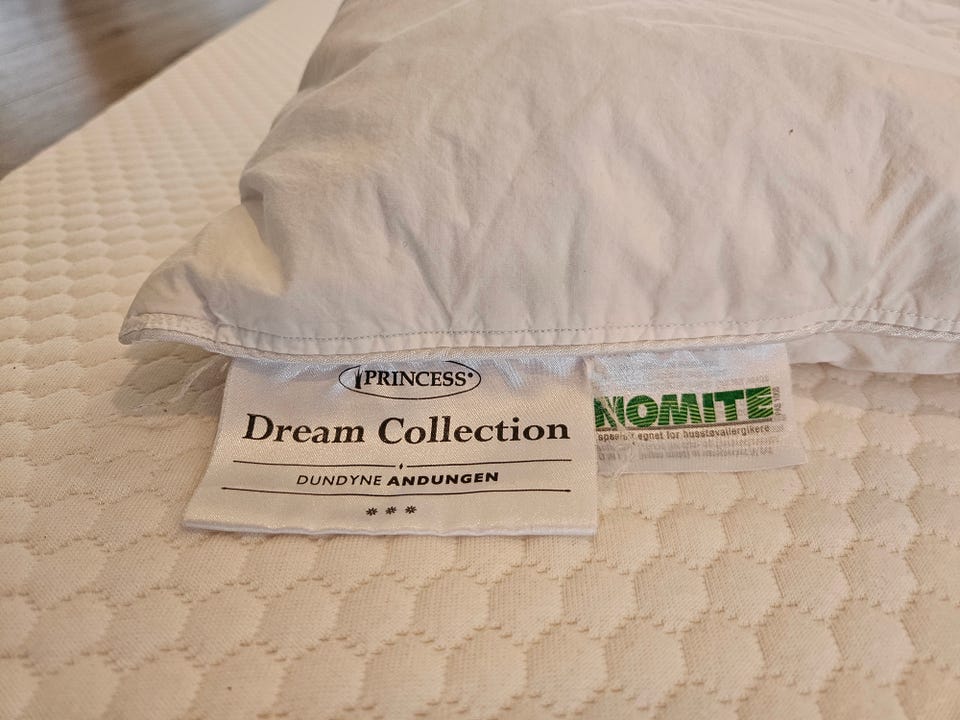 PRINCESS
Dream Collection
DUNDYNE ANDUNGEN
***
NOMITE
egnet for husstøvallergikere